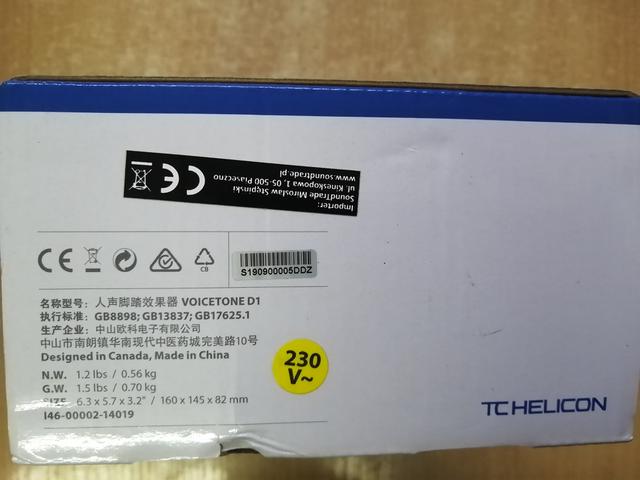 Importer:
SoundTrade Mirosław Stępinski
ul. Kineskopowa 1, 05-500 Piaseczno
www.soundtrade.pl
CE
CE
CB
S190900005DDZ
名称型号：人声脚踏效果器 VOICETONE D1
执行标准：GB8898; GB13837; GB17625.1
生产企业：中山欧科电子有限公司
中山市南朗镇华南现代中医药城完美路10号
Designed in Canada, Made in China
N.W. 1.2 lbs / 0.56 kg
G.W. 1.5 lbs / 0.70 kg
SIZE 6.3 x 5.7 x 3.2" / 160 x 145 x 82 mm
I46-00002-14019
230
V~
TC HELICON